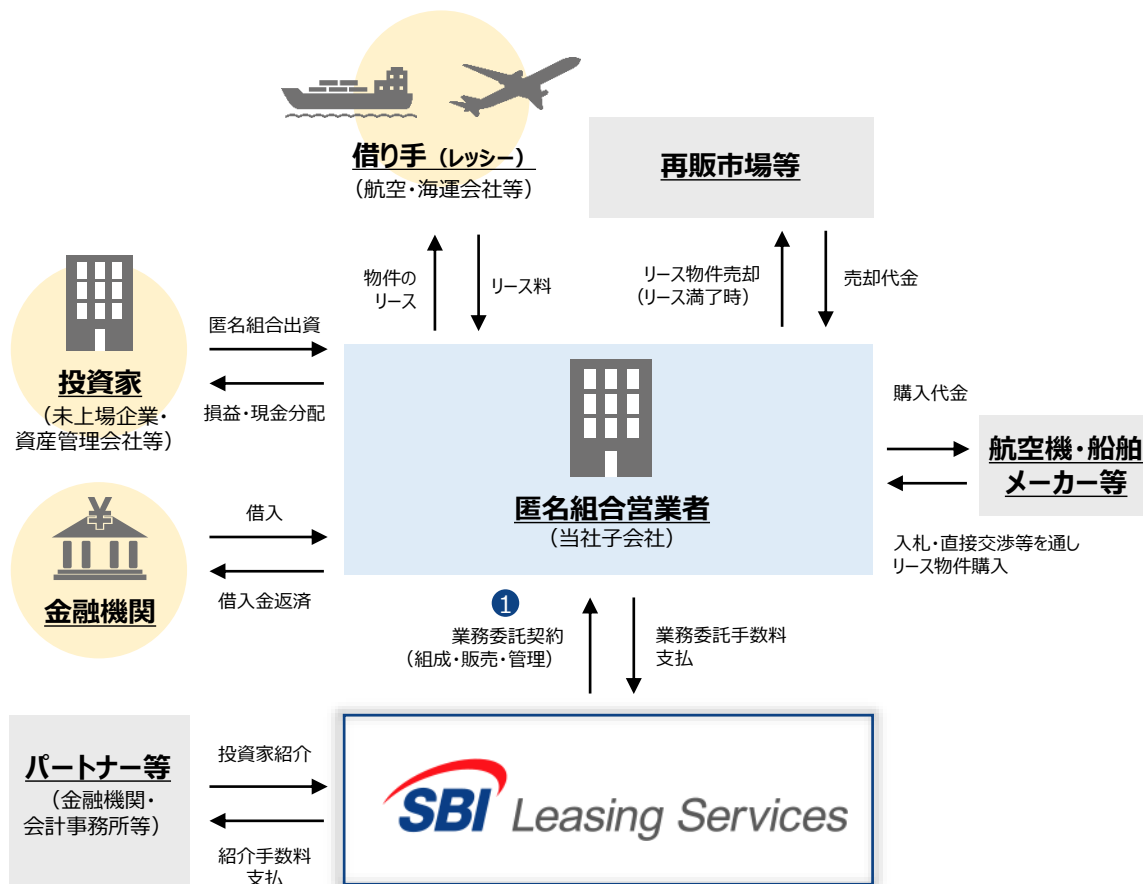 借り手（レッシー）
（航空・海運会社等）
再販市場等
物件の
リース
リース料
リース物件売却
（リース満了時）
売却代金
投資家
（未上場企業・
資産管理会社等）
匿名組合出資
損益・現金分配
匿名組合営業者
（当社子会社）
購入代金
航空機・船舶
メーカー等
入札・直接交渉等を通し
リース物件購入
¥
金融機関
借入
借入金返済
1
業務委託契約
（組成・販売・管理）
業務委託手数料
支払
パートナー等
（金融機関・
会計事務所等）
投資家紹介
紹介手数料
支払
SBI Leasing Services